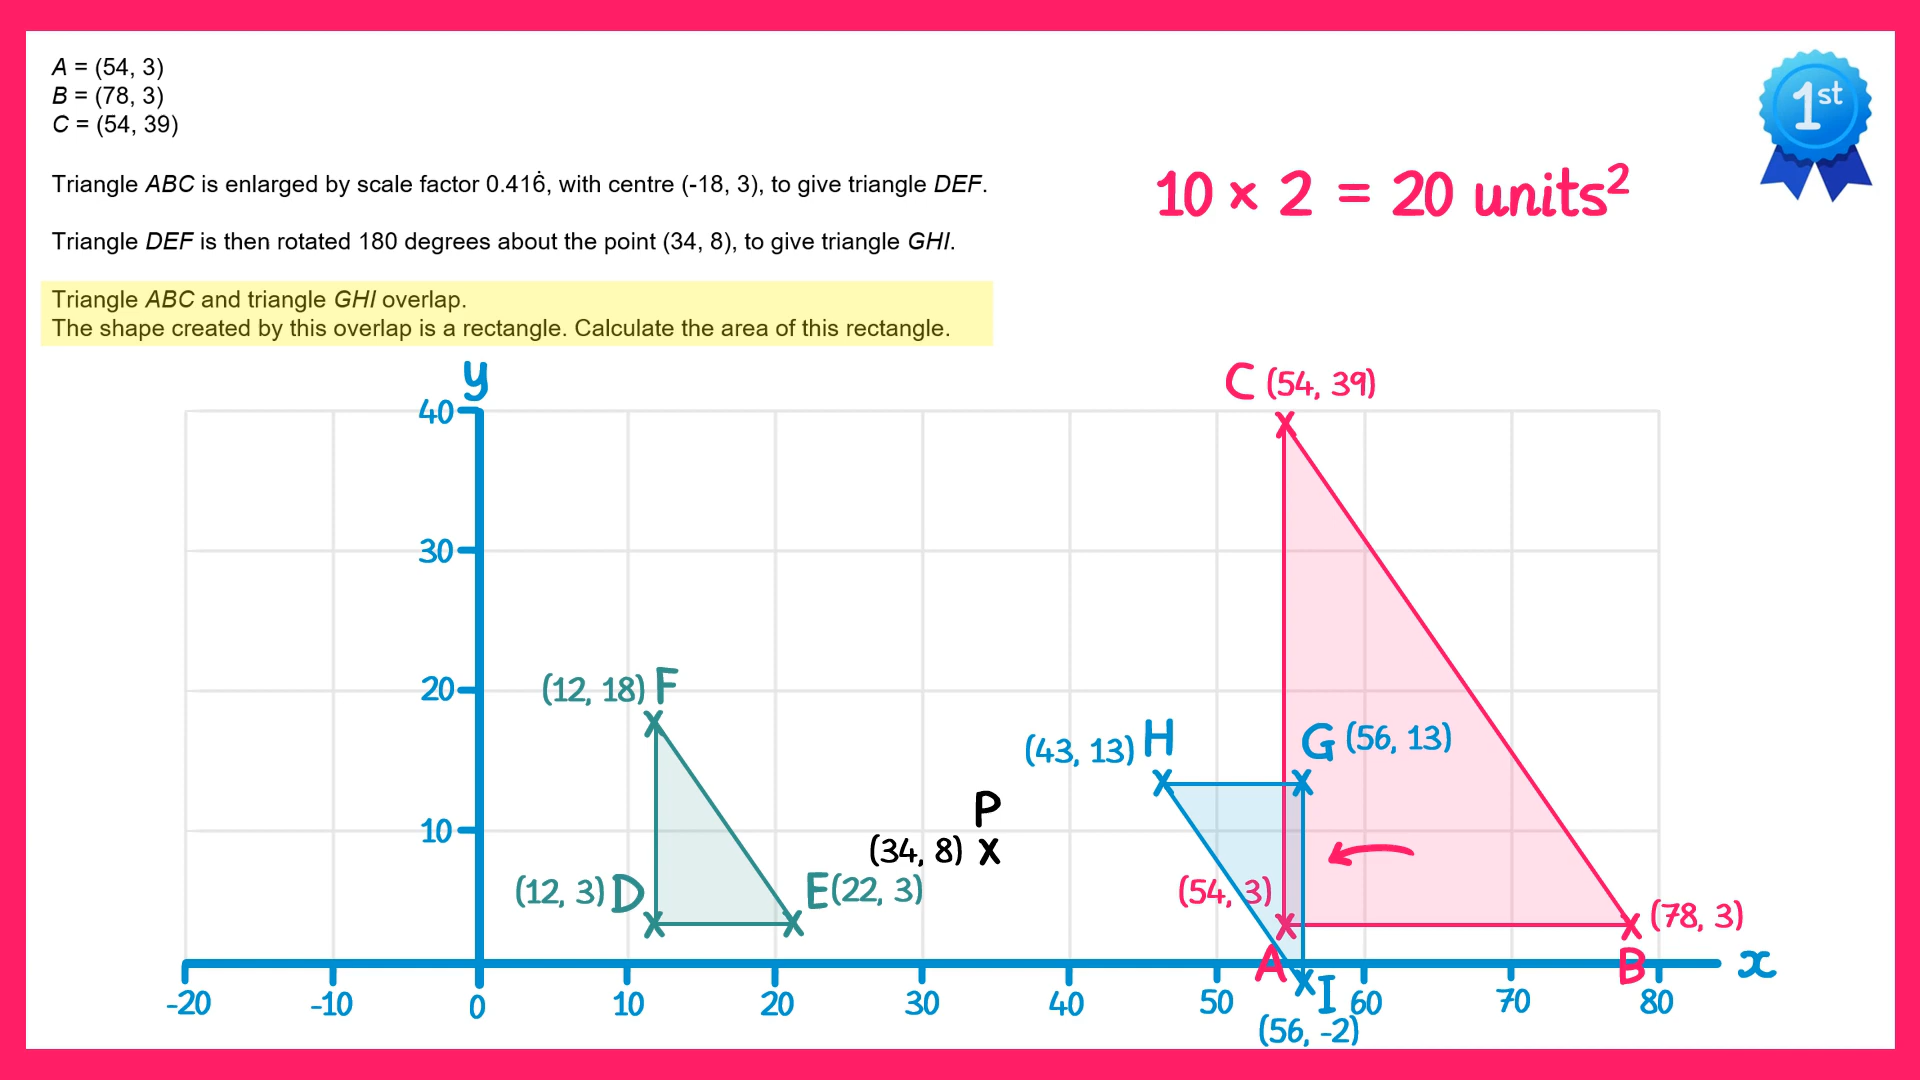 A = (54, 3)
B = (78, 3)
C = (54, 39)
1st
Triangle ABC is enlarged by scale factor 0.416̇, with centre (-18, 3), to give triangle DEF.
10 × 2 = 20 units²
Triangle DEF is then rotated 180 degrees about the point (34, 8), to give triangle GHI.
Triangle ABC and triangle GHI overlap.
The shape created by this overlap is a rectangle. Calculate the area of this rectangle.
y
C (54, 39)
40
30
20
(12, 18) F
(43, 13) H
G (56, 13)
10
P
(34, 8)
(12, 3) D
E (22, 3)
(54, 3)
(78, 3)
A
B
x
-20 -10 0 10 20 30 40 50 I 60 70 80
(56, -2)